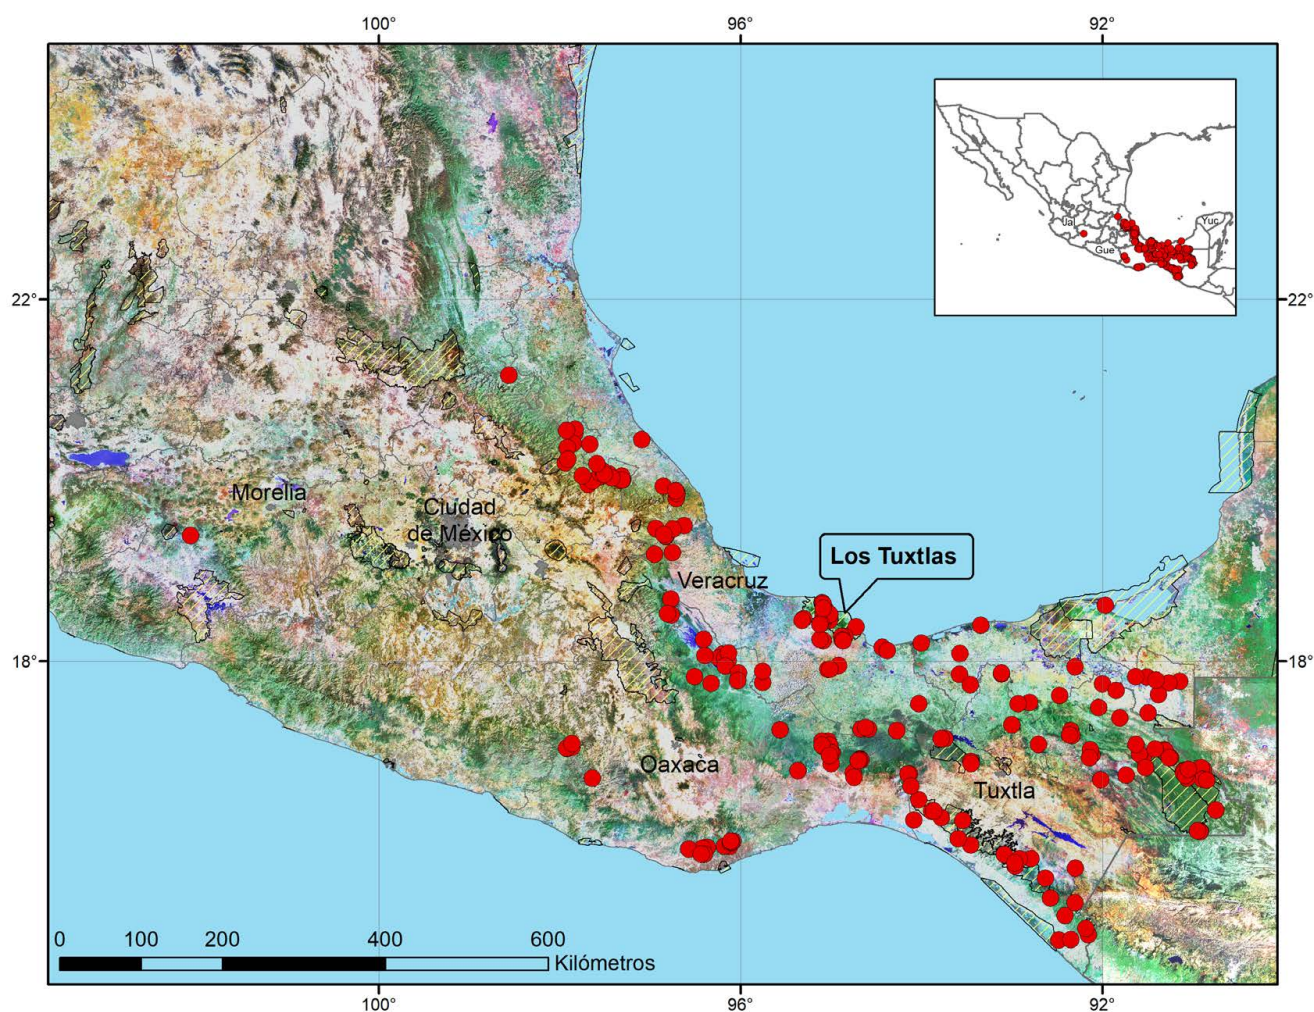 100°
96°
92°
Jal
Yuc
Gue
22°
22°
Morelia
Ciudad
de México
Los Tuxtlas
Veracruz
18°
18°
Oaxaca
Tuxtla
0
100
200
400
600
Kilómetros
100°
96°
92°